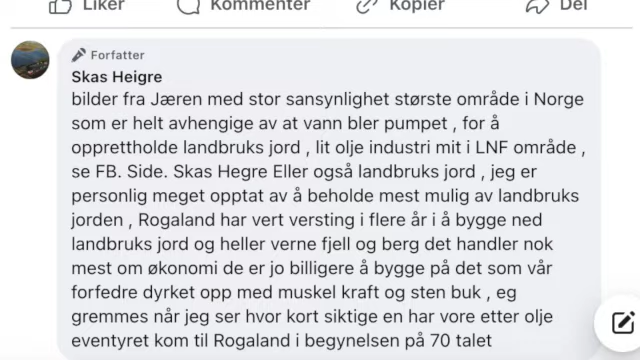 Liker Kommenter Kopier Del
Forfatter
Skas Heigre
bilder fra Jæren med stor sansynlighet største område i Norge
som er helt avhengige av at vann bler pumpet , for å
opprettholde landbruks jord , lit olje industri mit i LNF område ,
se FB. Side. Skas Hegre Eller også landbruks jord , jeg er
personlig meget opptat av å beholde mest mulig av landbruks
jorden , Rogaland har vert versting i flere år i å bygge ned
landbruks jord og heller verne fjell og berg det handler nok
mest om økonomi de er jo billigere å bygge på det som vår
forfedre dyrket opp med muskel kraft og sten buk , eg
gremmes når jeg ser hvor kort siktige en har vore etter olje
eventyret kom til Rogaland i begynelsen på 70 talet